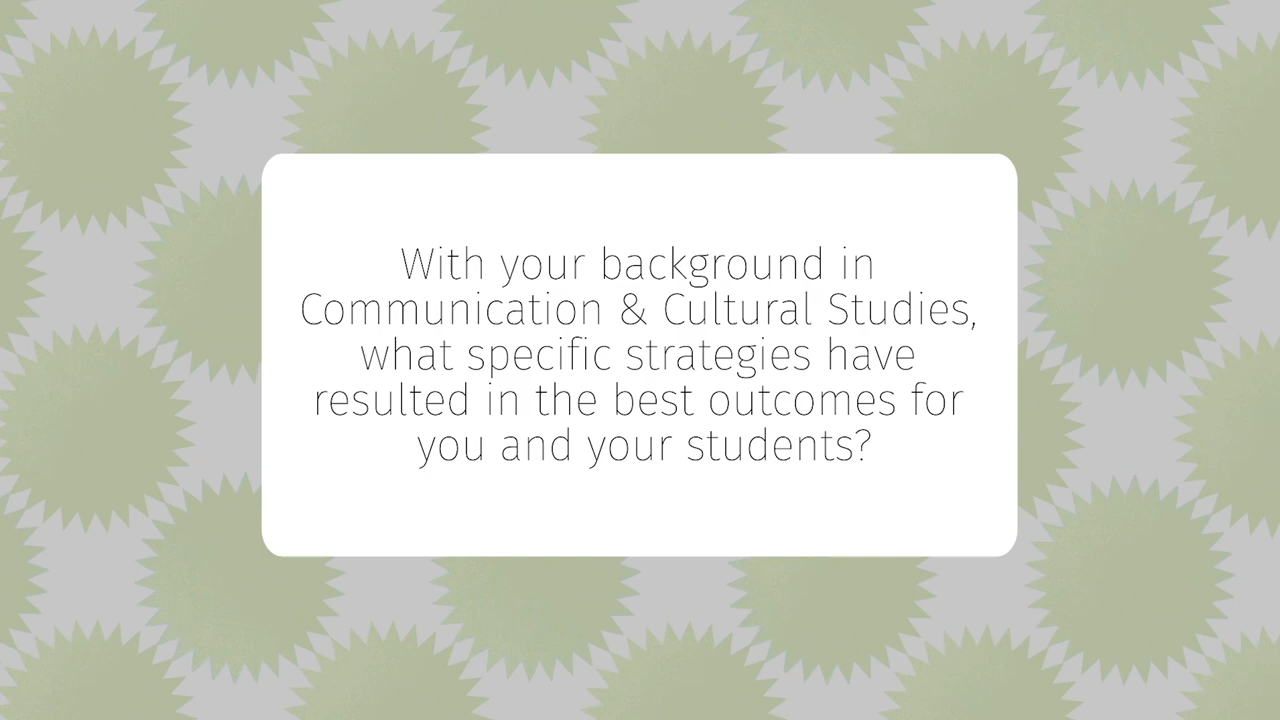 With your background in
Communication & Cultural Studies,
what specific strategies have
resulted in the best outcomes for
you and your students?